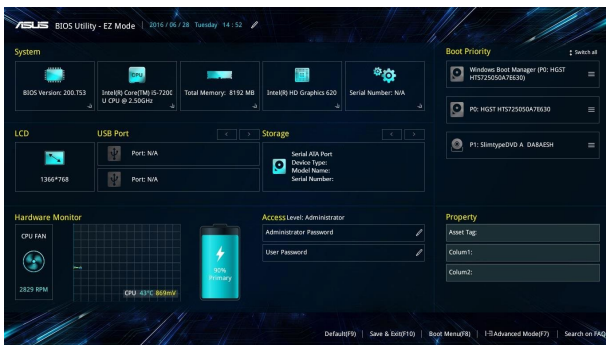 ASUS BIOS Utility - EZ Mode 2016 / 06 / 28 Tuesday 14 : 52
System
CPU
BIOS Version: 200.T53
Intel(R) Core(TM) i5-7200
U CPU @ 2.50GHz
Total Memory: 8192 MB
Intel(R) HD Graphics 620
Serial Number: N/A
Boot Priority
Switch all
Windows Boot Manager (P0: HGST
HTS725050A7E630)
P0: HGST HTS725050A7E630
P1: SlimtypeDVD A DA8AESH
LCD
1366*768
USB Port
Port: N/A
Port: N/A
Storage
Serial ATA Port
Device Type:
Model Name:
Serial Number:
Hardware Monitor
CPU FAN
2829 RPM
CPU 43°C 869mV
90%
Primary
Access Level: Administrator
Administrator Password
User Password
Property
Asset Tag:
Colum1:
Colum2:
Default(F9) | Save & Exit(F10) | Boot Menu(F8) | Advanced Mode(F7) | Search on FAQ